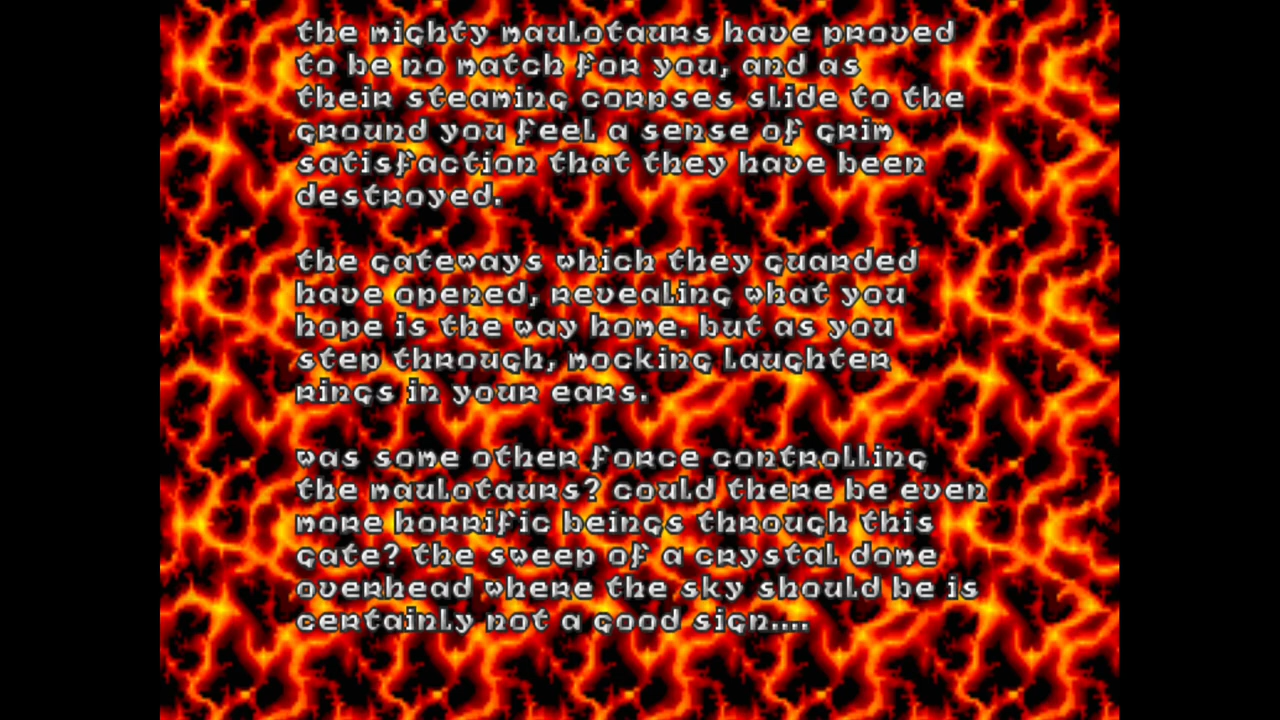 the mighty maulotaurs have proved
to be no match for you, and as
their steaming corpses slide to the
ground you feel a sense of grim
satisfaction that they have been
destroyed.
the gateways which they guarded
have opened, revealing what you
hope is the way home. but as you
step through, mocking laughter
rings in your ears.
was some other force controlling
the maulotaurs? could there be even
more horrific beings through this
gate? the sweep of a crystal dome
overhead where the sky should be is
certainly not a good sign....